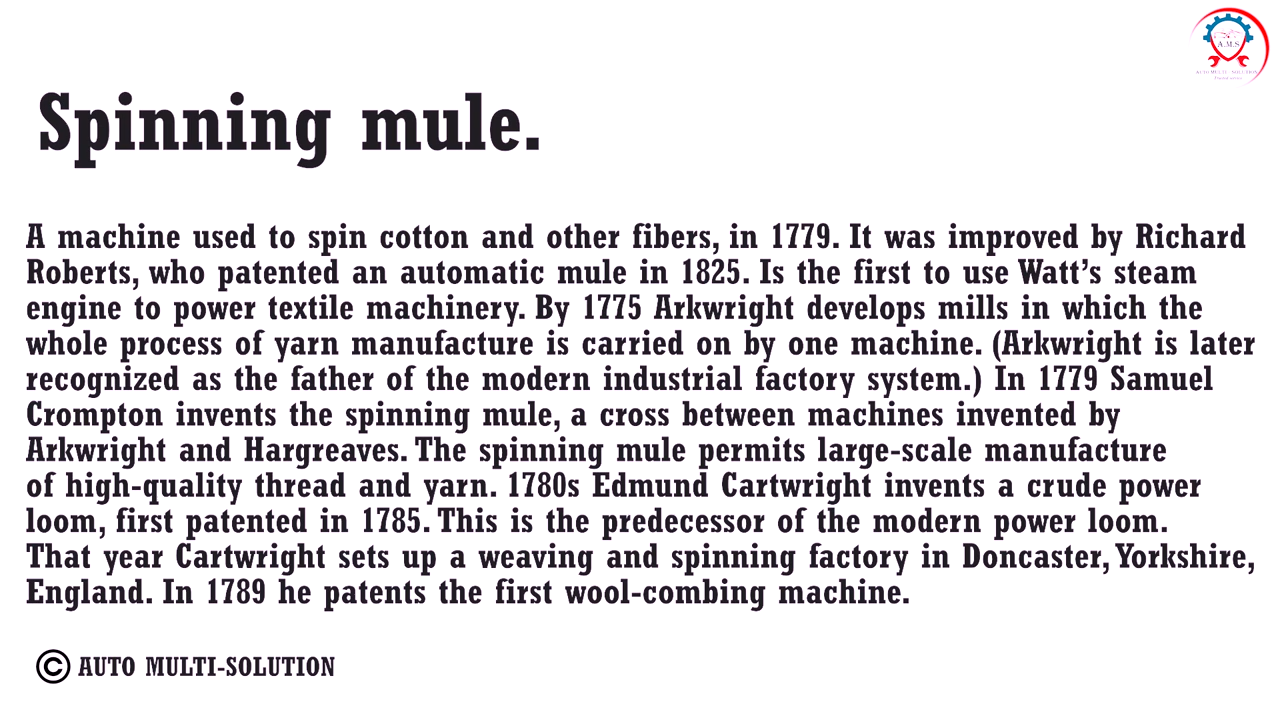 A.M.S
AUTO MULTI - SOLUTION
Spinning mule.
A machine used to spin cotton and other fibers, in 1779. It was improved by Richard
Roberts, who patented an automatic mule in 1825. Is the first to use Watt’s steam
engine to power textile machinery. By 1775 Arkwright develops mills in which the
whole process of yarn manufacture is carried on by one machine. (Arkwright is later
recognized as the father of the modern industrial factory system.) In 1779 Samuel
Crompton invents the spinning mule, a cross between machines invented by
Arkwright and Hargreaves. The spinning mule permits large-scale manufacture
of high-quality thread and yarn. 1780s Edmund Cartwright invents a crude power
loom, first patented in 1785. This is the predecessor of the modern power loom.
That year Cartwright sets up a weaving and spinning factory in Doncaster, Yorkshire,
England. In 1789 he patents the first wool-combing machine.
© AUTO MULTI-SOLUTION